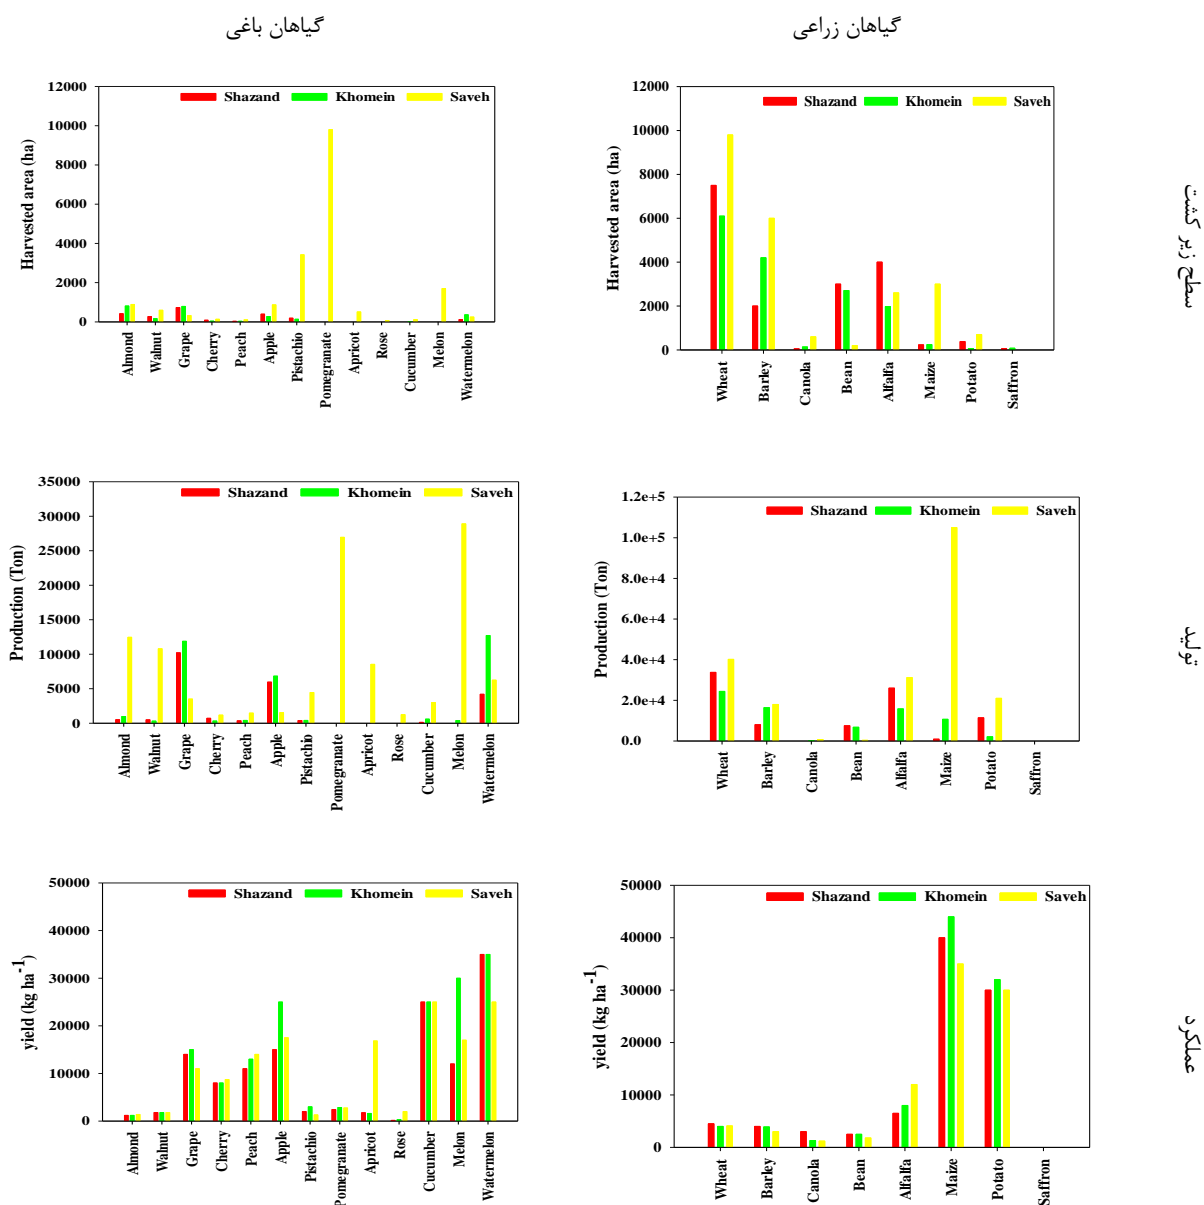 گیاهان باغی
گیاهان زراعی
12000
10000
8000
6000
4000
2000
0
Harvested area (ha)
Shazand Khomein Saveh
Almond Walnut Grape Cherry Peach Apple Pistachio Pomegranate Apricot Rose Cucumber Melon Watermelon
12000
10000
8000
6000
4000
2000
0
Harvested area (ha)
Shazand Khomein Saveh
Wheat Barley Canola Bean Alfalfa Maize Potato Saffron
سطح زیر کشت
35000
30000
25000
20000
15000
10000
5000
0
Production (Ton)
Shazand Khomein Saveh
Almond Walnut Grape Cherry Peach Apple Pistachio Pomegranate Apricot Rose Cucumber Melon Watermelon
1.2e+5
1.0e+5
8.0e+4
6.0e+4
4.0e+4
2.0e+4
0.0
Production (Ton)
Shazand Khomein Saveh
Wheat Barley Canola Bean Alfalfa Maize Potato Saffron
تولید
50000
40000
30000
20000
10000
0
yield (kg ha⁻¹)
Shazand Khomein Saveh
Almond Walnut Grape Cherry Peach Apple Pistachio Pomegranate Apricot Rose Cucumber Melon Watermelon
50000
40000
30000
20000
10000
0
yield (kg ha⁻¹)
Shazand Khomein Saveh
Wheat Barley Canola Bean Alfalfa Maize Potato Saffron
عملکرد